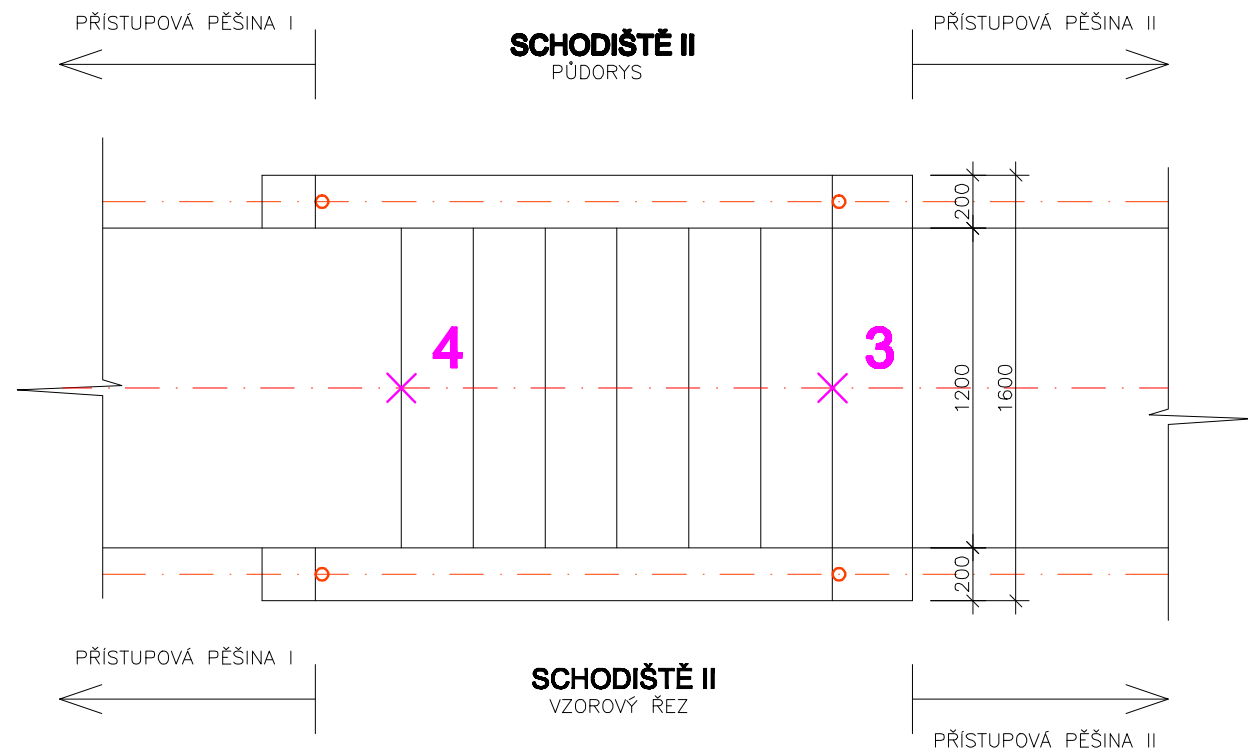 PŘÍSTUPOVÁ PĚŠINA I
SCHODIŠTĚ II
PŮDORYS
PŘÍSTUPOVÁ PĚŠINA II
200
4
3
1200
1600
200
PŘÍSTUPOVÁ PĚŠINA I
SCHODIŠTĚ II
VZOROVÝ ŘEZ
PŘÍSTUPOVÁ PĚŠINA II